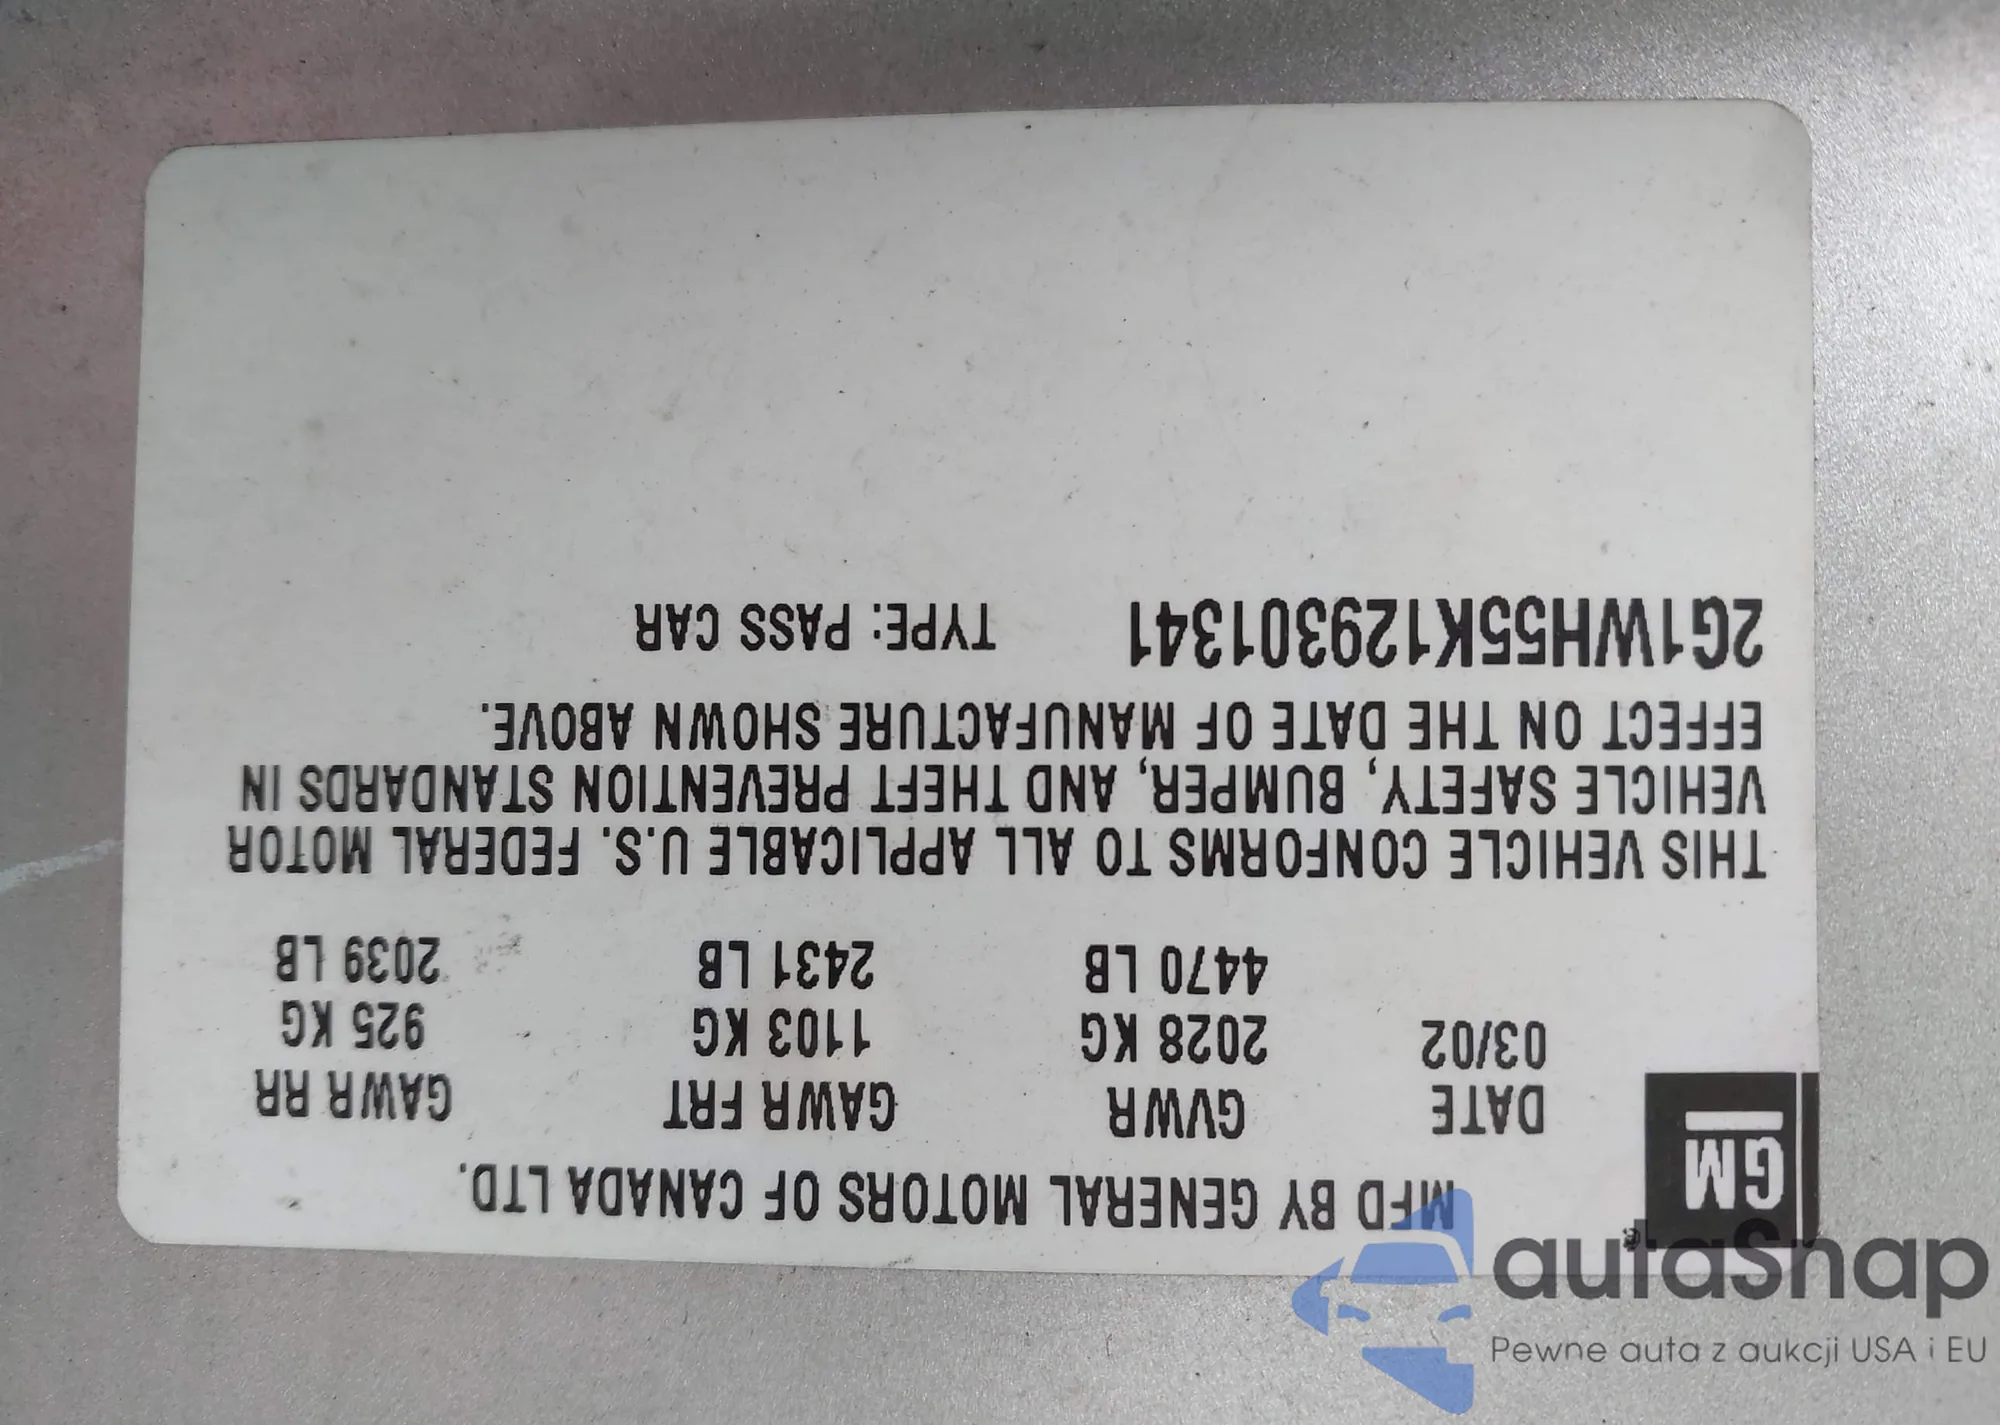 MFD BY GENERAL MOTORS OF CANADA LTD.
GM
DATE GVWR GAWR FRT GAWR RR
03/02 2028 KG 1103 KG 925 KG
4470 LB 2431 LB 2039 LB
THIS VEHICLE CONFORMS TO ALL APPLICABLE U.S. FEDERAL MOTOR
VEHICLE SAFETY, BUMPER, AND THEFT PREVENTION STANDARDS IN
EFFECT ON THE DATE OF MANUFACTURE SHOWN ABOVE.
2G1WH55K129301341 TYPE: PASS CAR
autaSnap
Pewne auta z aukcji USA i EU